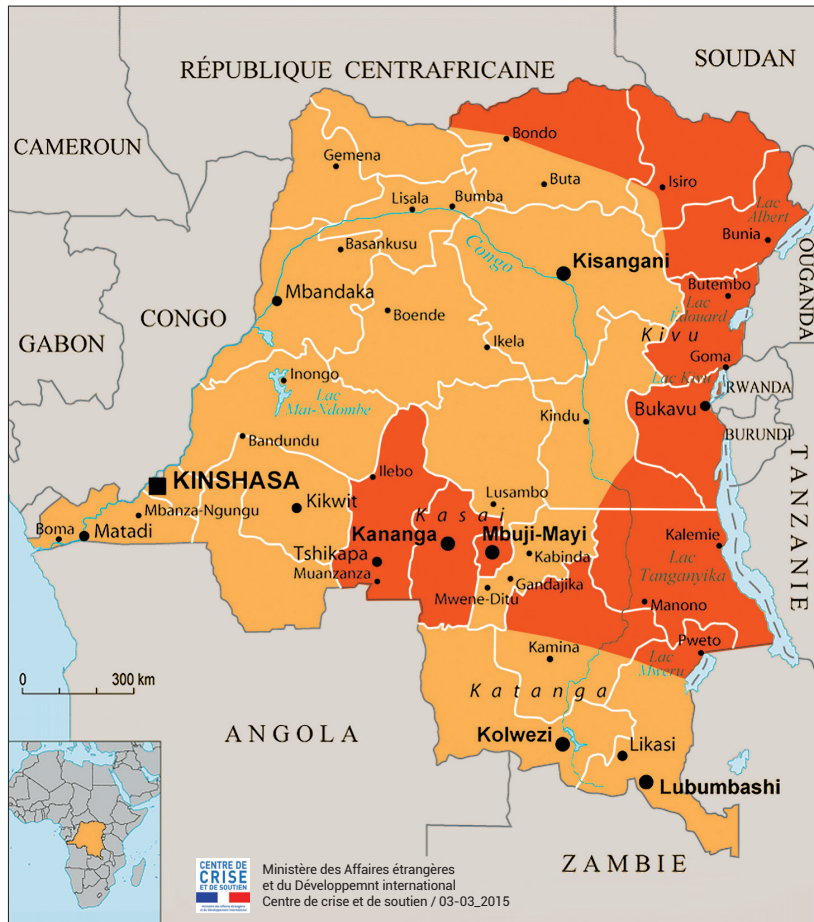 RÉPUBLIQUE CENTRAFRICAINE
SOUDAN
CAMEROUN
Bondo
Gemena
Buta
Isiro
Lisala
Bumba
Lac
Albert
Bunia
Basankusu
Congo
Kisangani
OUGANDA
Butembo
Mbandaka
Lac
Édouard
CONGO
Boende
Kivu
GABON
Ikela
Goma
Inongo
Lac Kivu
RWANDA
Lac
Mai-Ndombe
Bukavu
Kindu
BURUNDI
Bandundu
TANZANIE
Ilebo
KINSHASA
Lusambo
Kikwit
Mbanza-Ngungu
Kasai
Boma
Matadi
Kananga
Mbuji-Mayi
Kalemie
Tshikapa
Kabinda
Lac
Tanganyika
Muanzanza
Gandajika
Mwene-Ditu
Manono
Pweto
Kamina
Lac
Mweru
0 300 km
Katanga
ANGOLA
Kolwezi
Likasi
Lubumbashi
ZAMBIE
CENTRE DE
CRISE
ET DE SOUTIEN
Ministère des Affaires étrangères
et du Développemnt international
Centre de crise et de soutien / 03-03_2015